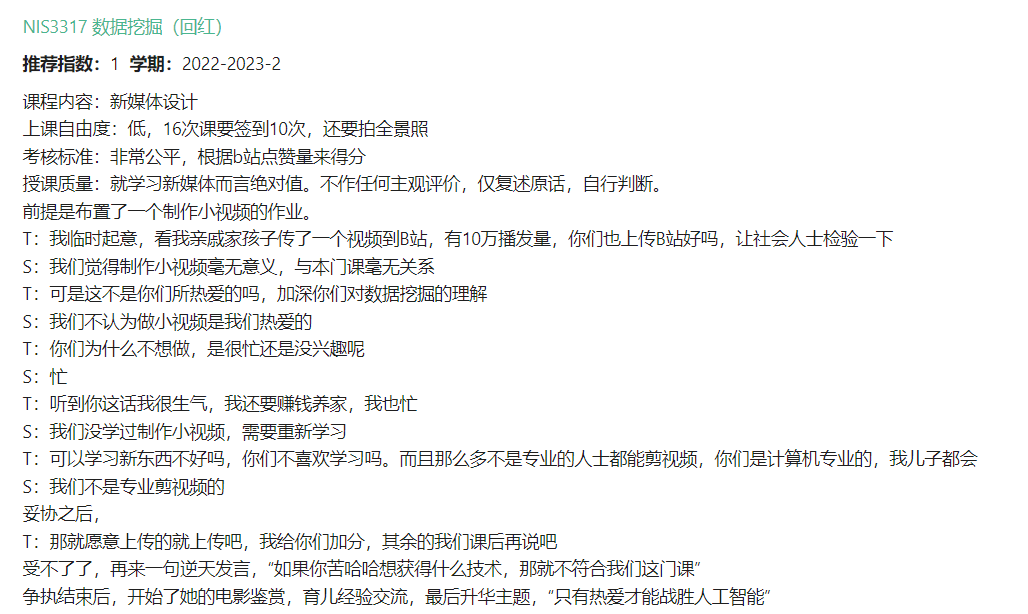 NIS3317 数据挖掘（回红）
推荐指数：1 学期：2022-2023-2
课程内容：新媒体设计
上课自由度：低，16次课要签到10次，还要拍全景照
考核标准：非常公平，根据b站点赞量来得分
授课质量：就学习新媒体而言绝对值。不作任何主观评价，仅复述原话，自行判断。
前提是布置了一个制作小视频的作业。
T：我临时起意，看我亲戚家孩子传了一个视频到B站，有10万播发量，你们也上传B站好吗，让社会人士检验一下
S：我们觉得制作小视频毫无意义，与本门课毫无关系
T：可是这不是你们所热爱的吗，加深你们对数据挖掘的理解
S：我们不认为做小视频是我们热爱的
T：你们为什么不想做，是很忙还是没兴趣呢
S：忙
T：听到你这话我很生气，我还要赚钱养家，我也忙
S：我们没学过制作小视频，需要重新学习
T：可以学习新东西不好吗，你们不喜欢学习吗。而且那么多不是专业的人士都能剪视频，你们是计算机专业的，我儿子都会
S：我们不是专业剪视频的
妥协之后，
T：那就愿意上传的就上传吧，我给你们加分，其余的我们课后再说吧
受不了了，再来一句逆天发言，“如果你苦哈哈想获得什么技术，那就不符合我们这门课”
争执结束后，开始了她的电影鉴赏，育儿经验交流，最后升华主题，“只有热爱才能战胜人工智能”